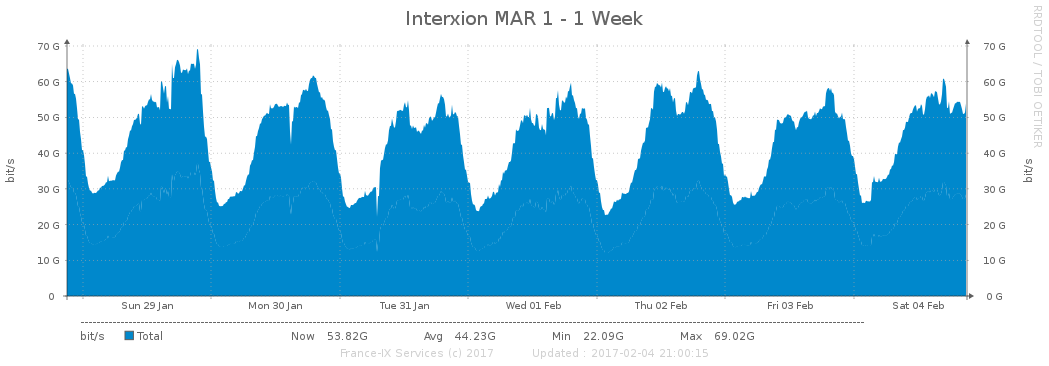 Interxion MAR 1 - 1 Week
RRDTOOL / TOBI OETIKER
70 G 70 G
60 G 60 G
50 G 50 G
40 G 40 G
30 G 30 G
20 G 20 G
10 G 10 G
0 0 G
bit/s
bit/s
Sun 29 Jan Mon 30 Jan Tue 31 Jan Wed 01 Feb Thu 02 Feb Fri 03 Feb Sat 04 Feb
bit/s Total Now 53.82G Avg 44.23G Min 22.09G Max 69.02G
France-IX Services (c) 2017 Updated : 2017-02-04 21:00:15